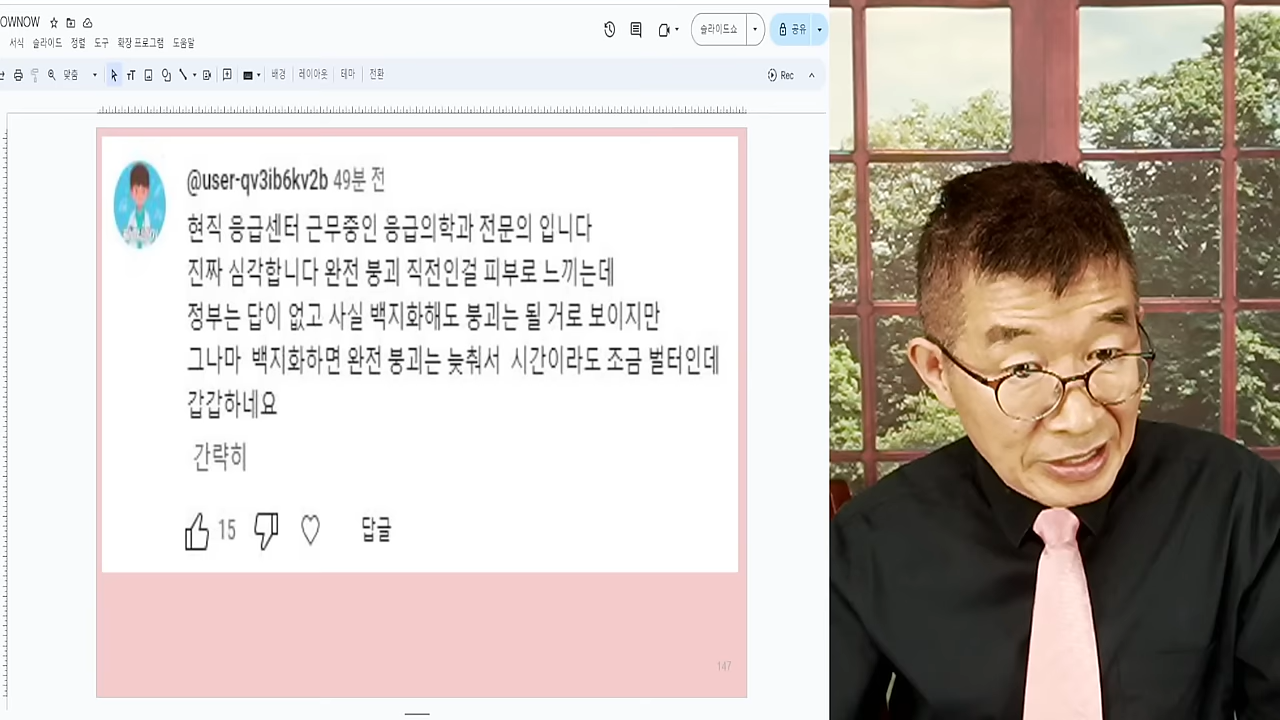 OWNOW
서식 슬라이드 정렬 도구 확장 프로그램 도움말
슬라이드쇼
공유
맞춤
배경 레이아웃 테마 전환
Rec
@user-qv3ib6kv2b 49분 전
현직 응급센터 근무중인 응급의학과 전문의 입니다
진짜 심각합니다 완전 붕괴 직전인걸 피부로 느끼는데
정부는 답이 없고 사실 백지화해도 붕괴는 될 거로 보이지만
그나마 백지화하면 완전 붕괴는 늦춰서 시간이라도 조금 벌터인데
갑갑하네요
간략히
15
답글
147